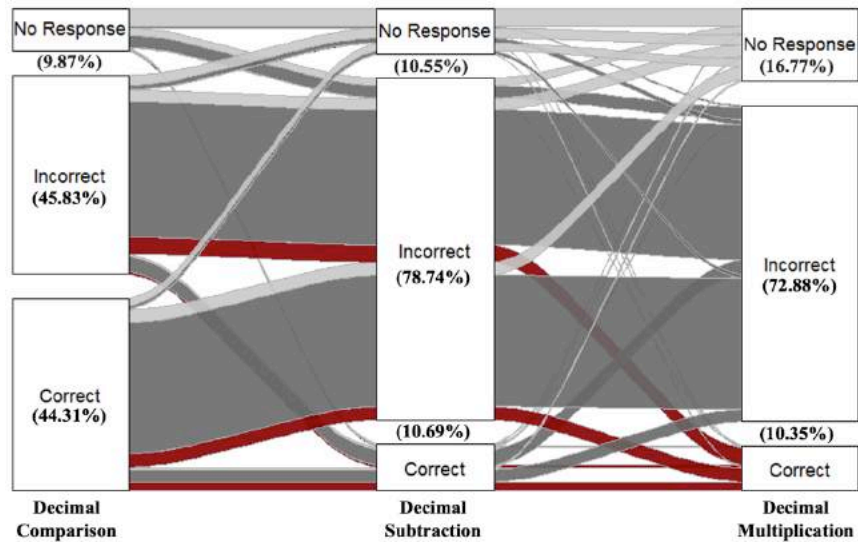 No Response
(9.87%)
Incorrect
(45.83%)
Correct
(44.31%)
Decimal
Comparison
No Response
(10.55%)
Incorrect
(78.74%)
(10.69%)
Correct
Decimal
Subtraction
No Response
(16.77%)
Incorrect
(72.88%)
(10.35%)
Correct
Decimal
Multiplication